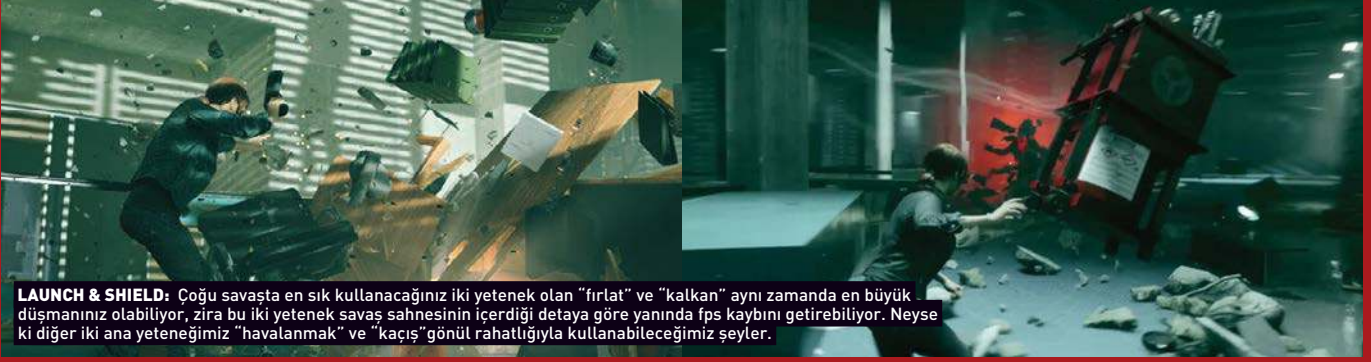 LAUNCH & SHIELD: Çoğu savaşta en sık kullanacağınız iki yetenek olan “fırlat” ve “kalkan” aynı zamanda en büyük
düşmanınız olabiliyor, zira bu iki yetenek savaş sahnesinin içerdiği detaya göre yanında fps kaybını getirebiliyor. Neyse
ki diğer iki ana yeteneğimiz “havalanmak” ve “kaçış”gönül rahatlığıyla kullanabileceğimiz şeyler.